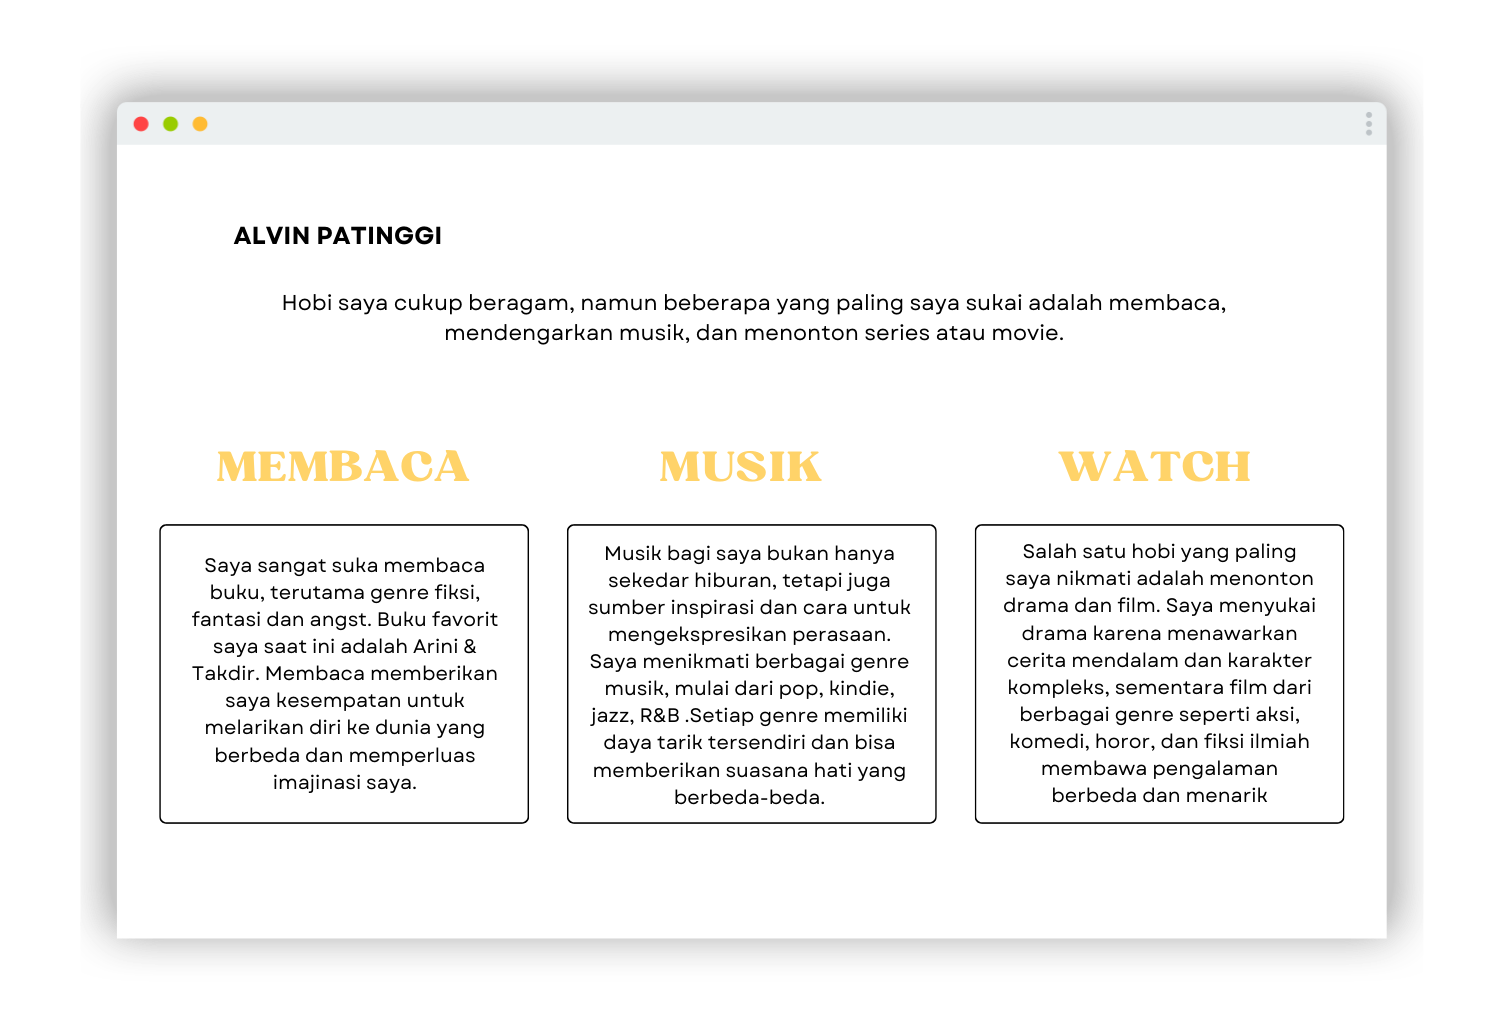 ALVIN PATINGGI
Hobi saya cukup beragam, namun beberapa yang paling saya sukai adalah membaca,
mendengarkan musik, dan menonton series atau movie.
MEMBACA
Saya sangat suka membaca
buku, terutama genre fiksi,
fantasi dan angst. Buku favorit
saya saat ini adalah Arini &
Takdir. Membaca memberikan
saya kesempatan untuk
melarikan diri ke dunia yang
berbeda dan memperluas
imajinasi saya.
MUSIK
Musik bagi saya bukan hanya
sekedar hiburan, tetapi juga
sumber inspirasi dan cara untuk
mengekspresikan perasaan.
Saya menikmati berbagai genre
musik, mulai dari pop, kindie,
jazz, R&B .Setiap genre memiliki
daya tarik tersendiri dan bisa
memberikan suasana hati yang
berbeda-beda.
WATCH
Salah satu hobi yang paling
saya nikmati adalah menonton
drama dan film. Saya menyukai
drama karena menawarkan
cerita mendalam dan karakter
kompleks, sementara film dari
berbagai genre seperti aksi,
komedi, horor, dan fiksi ilmiah
membawa pengalaman
berbeda dan menarik